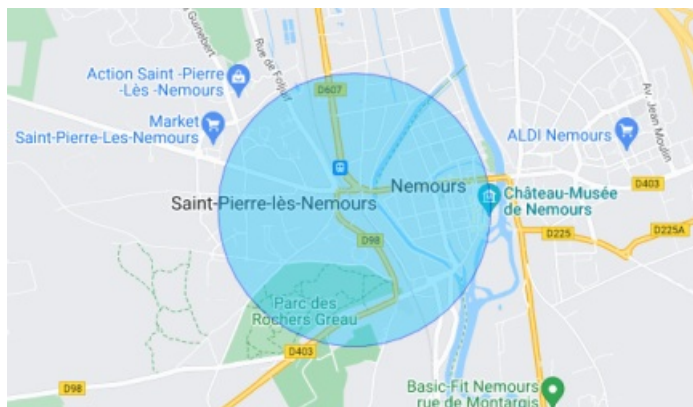 Guinebert
Rue de Foljuif
Action Saint -Pierre
-Lès -Nemours
D607
Av. Jean Moulin
Market
Saint-Pierre-Les-Nemours
ALDI Nemours
Nemours
D403
Saint-Pierre-lès-Nemours
Château-Musée
de Nemours
D225
D225A
D98
Parc des
Rochers Greau
D403
D98
Basic-Fit Nemours
rue de Montargis